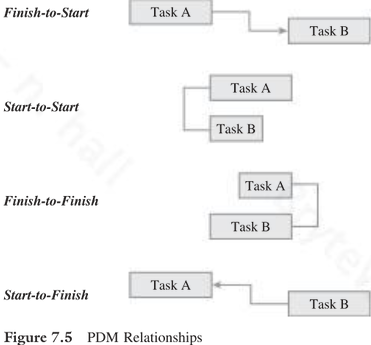 Finish-to-Start
Task A
Task B
Start-to-Start
Task A
Task B
Finish-to-Finish
Task A
Task B
Start-to-Finish
Task A
Task B
Figure 7.5 PDM Relationships